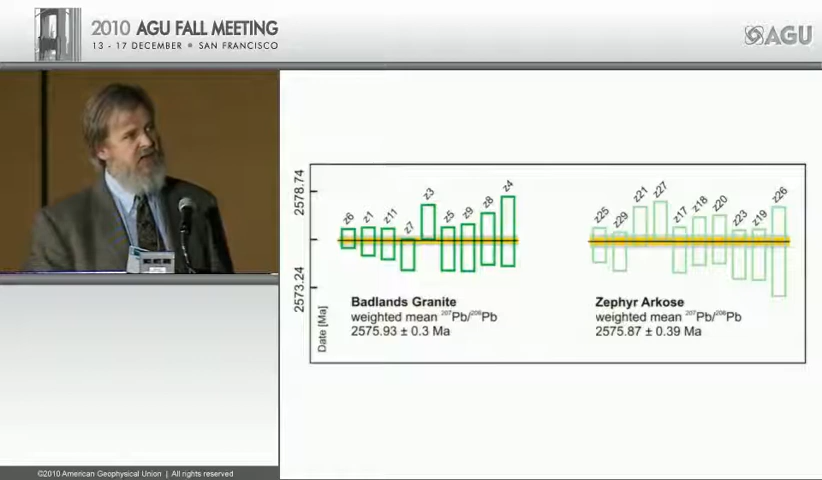 2010 AGU FALL MEETING
13 - 17 DECEMBER ■ SAN FRANCISCO
AGU
2578.74
2573.24
Date [Ma]
z6 z1 z11 z7 z3 z5 z9 z8 z4
z25 z29 z21 z27 z17 z18 z20 z23 z19 z26
Badlands Granite
weighted mean ²⁰⁷Pb/²⁰⁶Pb
2575.93 ± 0.3 Ma
Zephyr Arkose
weighted mean ²⁰⁷Pb/²⁰⁶Pb
2575.87 ± 0.39 Ma
©2010 American Geophysical Union | All rights reserved